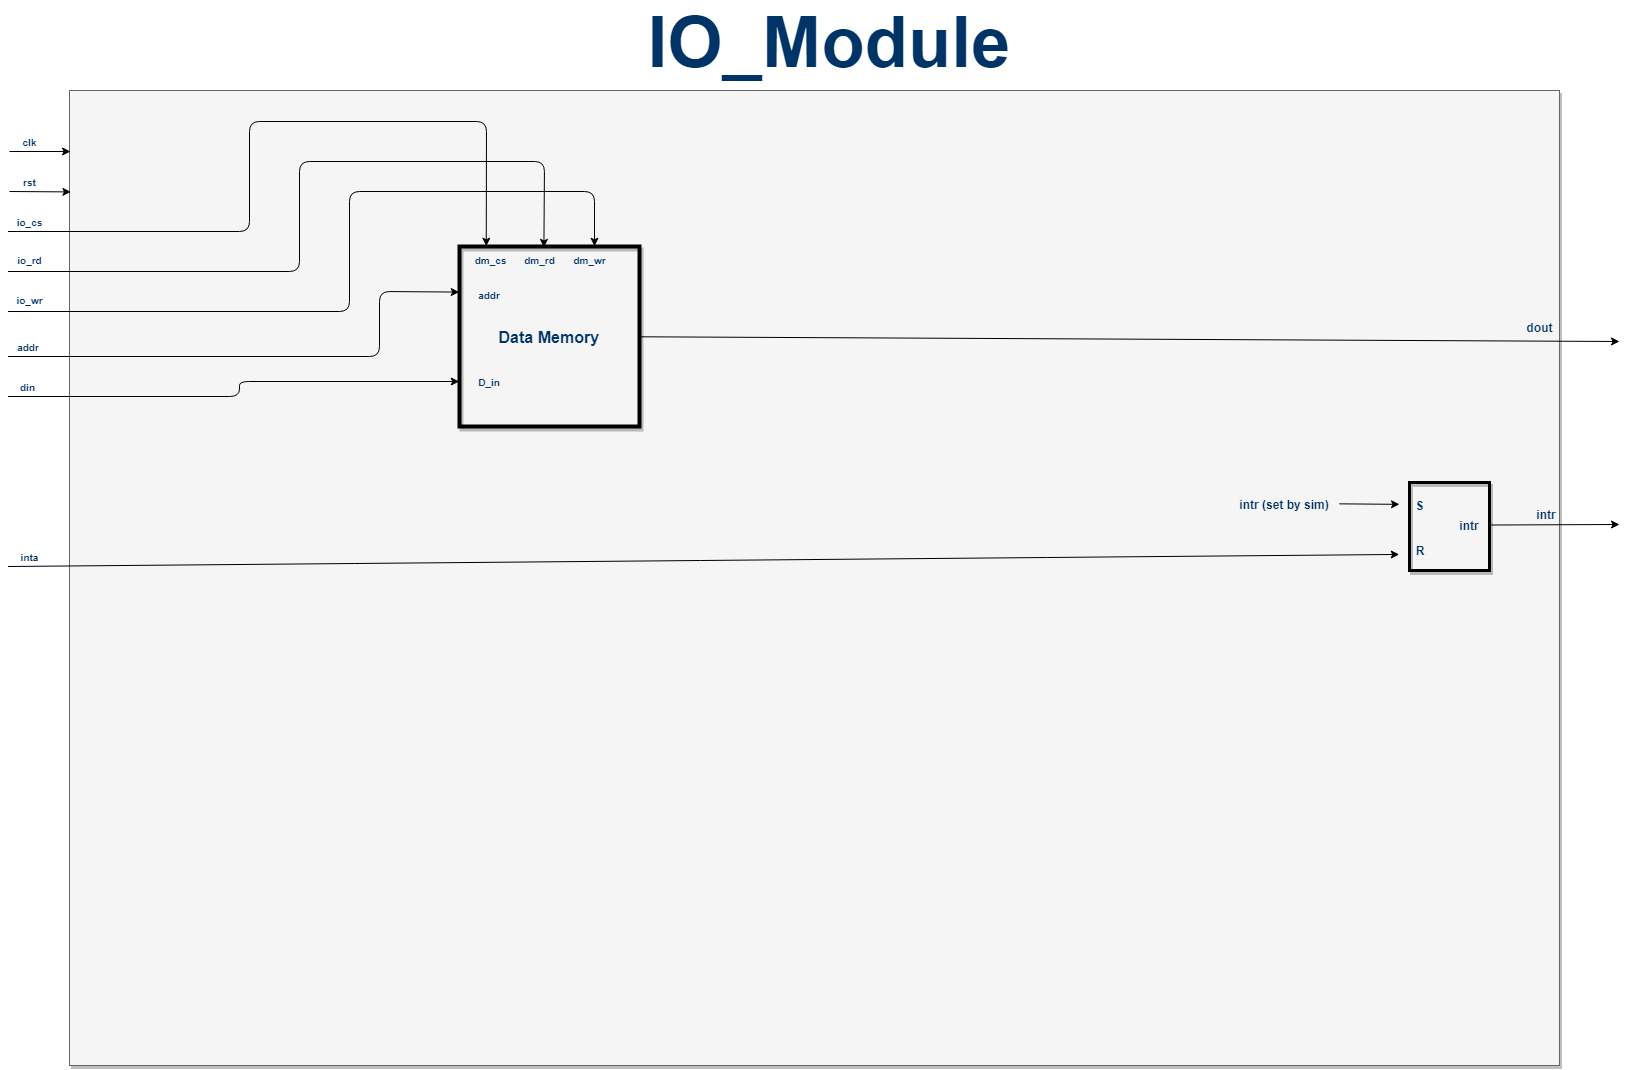 IO_Module
clk
rst
io_cs
io_rd
io_wr
addr
din
dm_cs dm_rd dm_wr
addr
Data Memory
D_in
dout
intr (set by sim)
S
intr
R
intr
inta